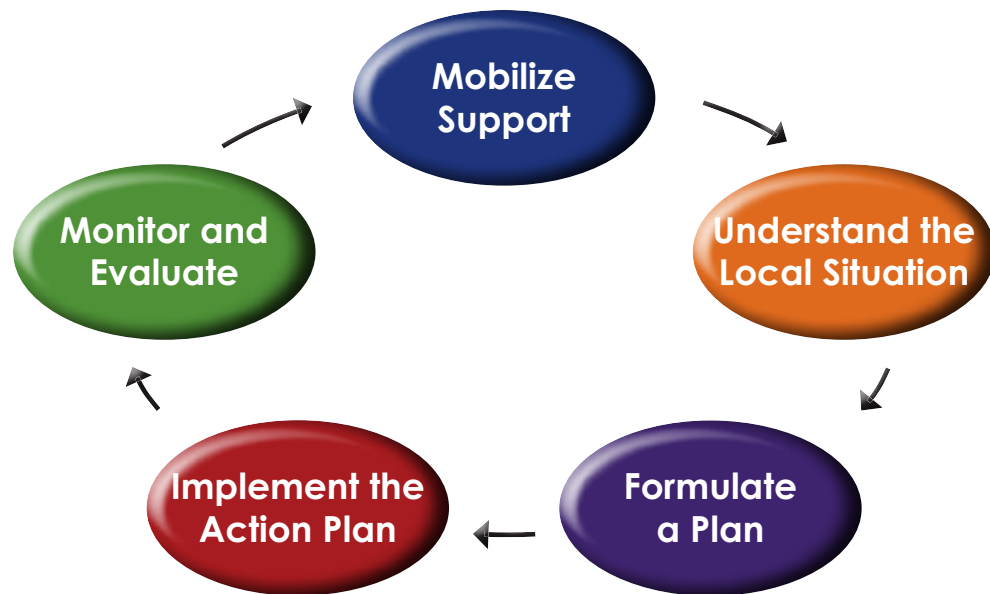 Mobilize
Support
Understand the
Local Situation
Formulate
a Plan
Implement the
Action Plan
Monitor and
Evaluate